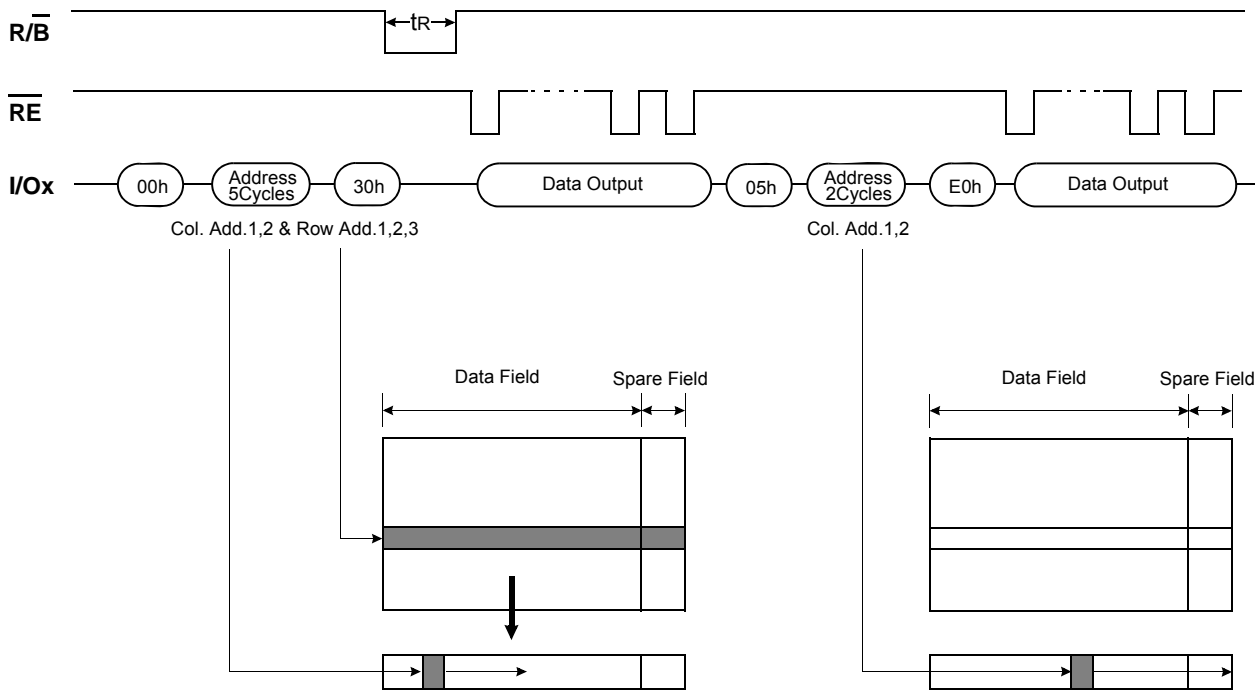 R/B
tR
RE
I/Ox 00h Address 5Cycles 30h Data Output 05h Address 2Cycles E0h Data Output
Col. Add.1,2 & Row Add.1,2,3 Col. Add.1,2
Data Field Spare Field Data Field Spare Field